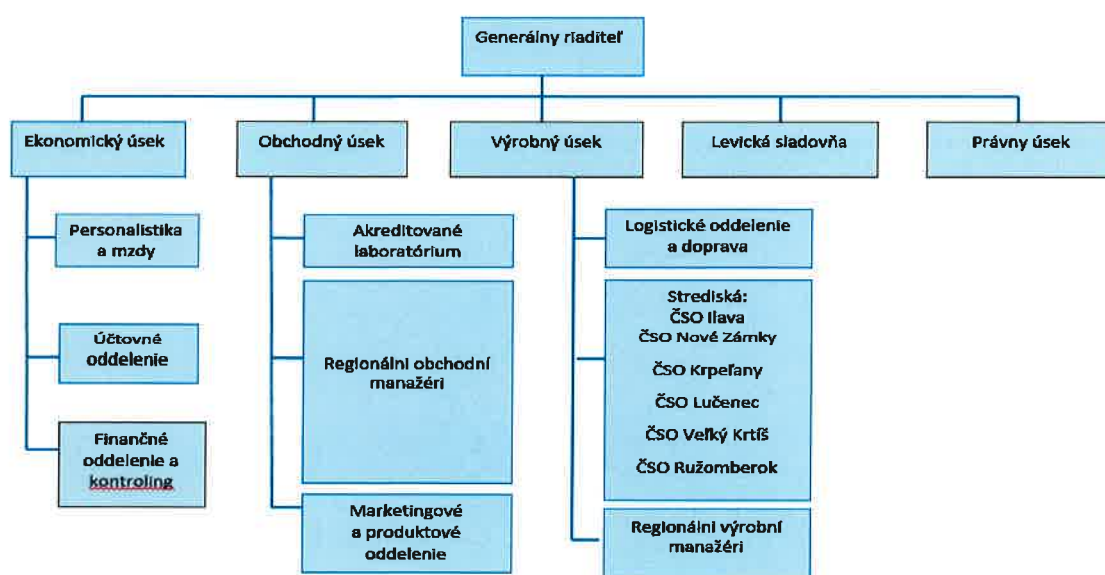 Generálny riaditeľ
Ekonomický úsek
Obchodný úsek
Výrobný úsek
Levická sladovňa
Právny úsek
Personalistika
a mzdy
Účtovné
oddelenie
Finančné
oddelenie a
kontroling
Akreditované
laboratórium
Regionálni obchodní
manažéri
Marketingové
a produktové
oddelenie
Logistické oddelenie
a doprava
Strediská:
ČSO Ilava
ČSO Nové Zámky
ČSO Krpeľany
ČSO Lučenec
ČSO Veľký Krtíš
ČSO Ružomberok
Regionálni výrobní
manažéri